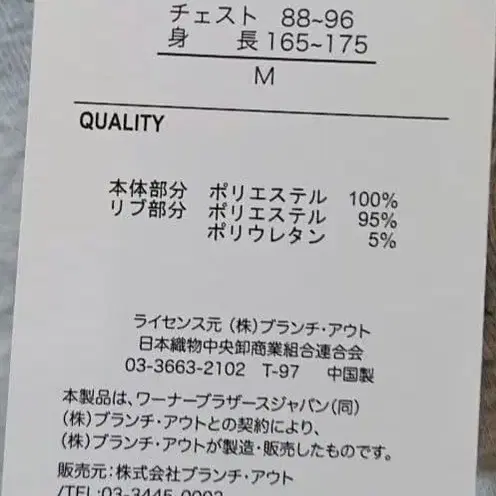 チェスト 88~96
身 長 165~175
M
QUALITY
本体部分 ポリエステル 100%
リブ部分 ポリエステル 95%
ポリウレタン 5%
ライセンス元 (株)ブランチ・アウト
日本織物中央卸商業組合連合会
03-3663-2102 T-97 中国製
本製品は、ワーナーブラザースジャパン(同)
(株)ブランチ・アウトとの契約により、
(株)ブランチ・アウトが製造・販売したものです。
販売元:株式会社ブランチ・アウト
/TEL:03-3445-0002